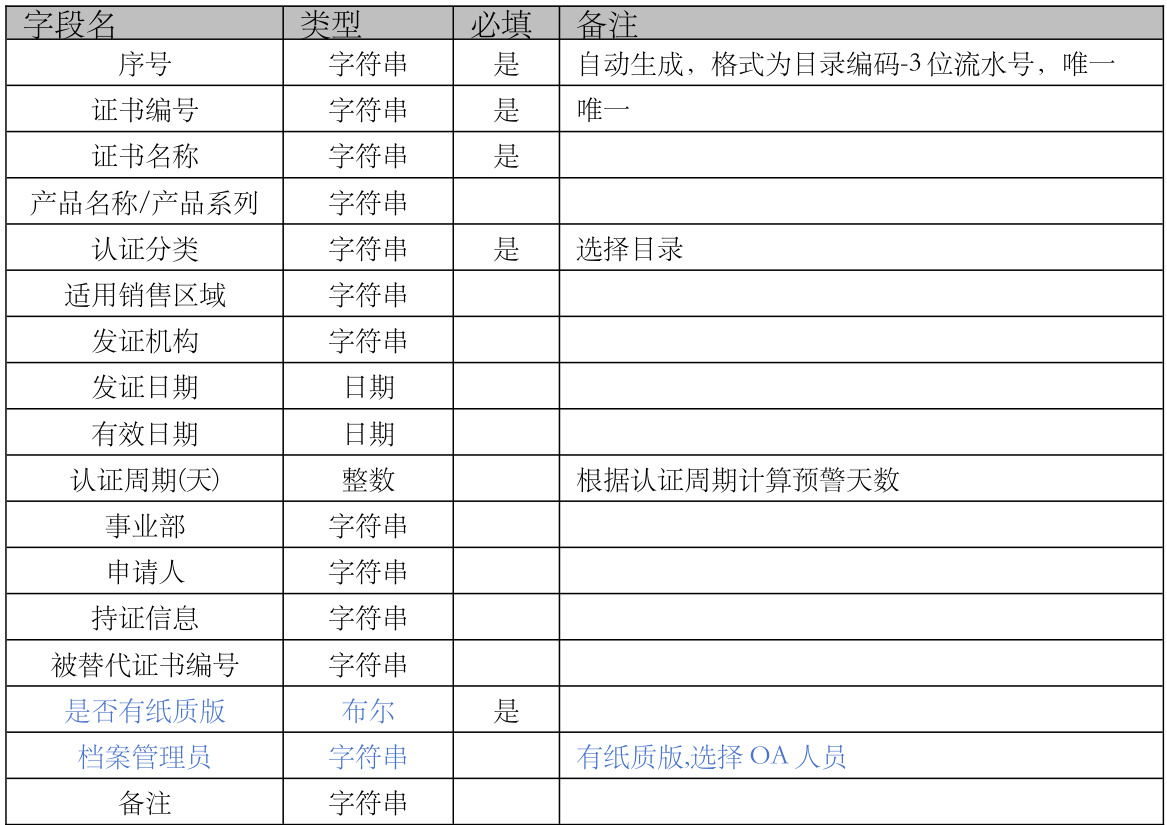 字段名 类型 必填 备注
序号 字符串 是 自动生成，格式为目录编码-3位流水号，唯一
证书编号 字符串 是 唯一
证书名称 字符串 是
产品名称/产品系列 字符串
认证分类 字符串 是 选择目录
适用销售区域 字符串
发证机构 字符串
发证日期 日期
有效日期 日期
认证周期(天) 整数 根据认证周期计算预警天数
事业部 字符串
申请人 字符串
持证信息 字符串
被替代证书编号 字符串
是否有纸质版 布尔 是
档案管理员 字符串 有纸质版,选择 OA 人员
备注 字符串